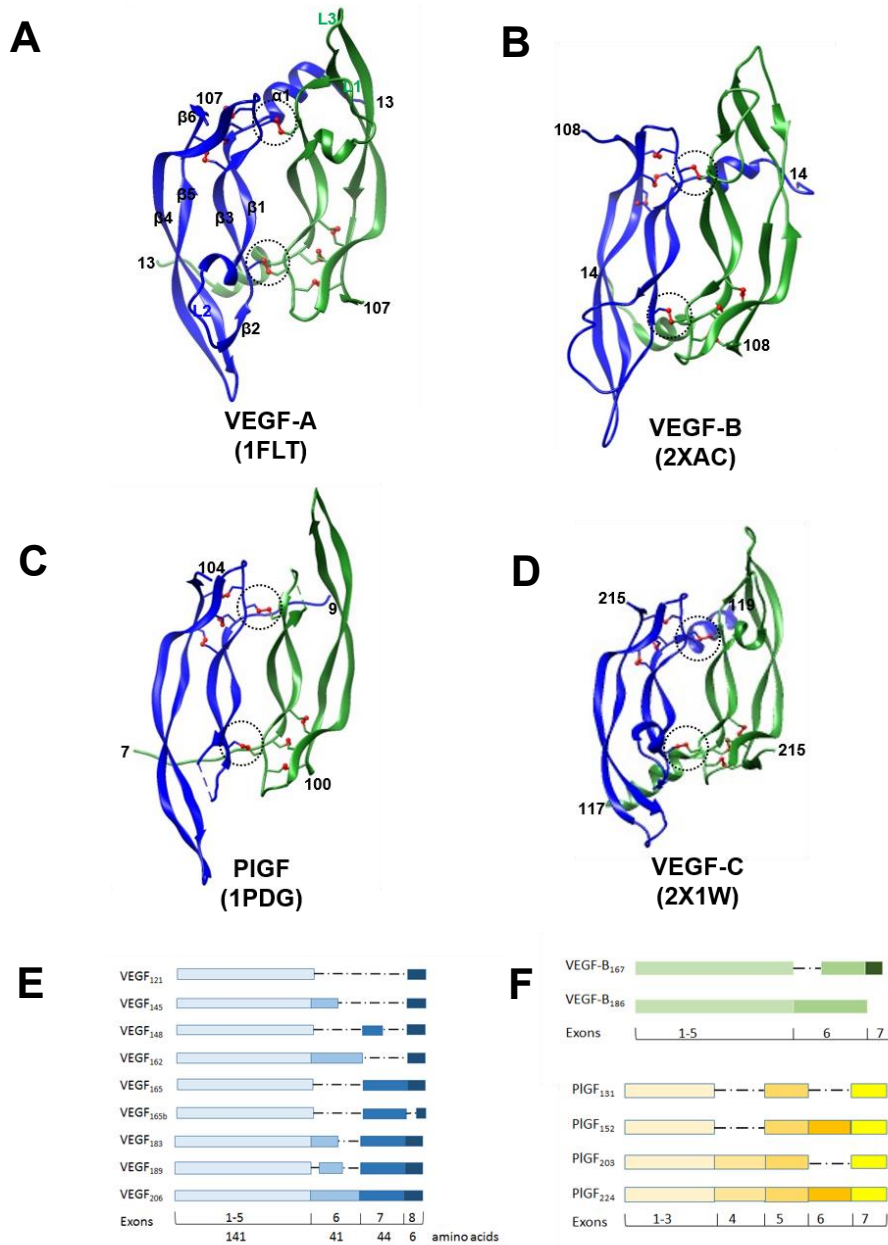 A
L3
L1
α1
107
13
β6
β5
β4
β3
β1
13
L2
β2
107
VEGF-A
(1FLT)
B
108
14
14
108
VEGF-B
(2XAC)
C
104
9
7
100
PlGF
(1PDG)
D
215
119
117
215
VEGF-C
(2X1W)
E
VEGF121
VEGF145
VEGF148
VEGF162
VEGF165
VEGF165b
VEGF183
VEGF189
VEGF206
Exons 1-5 6 7 8
141 41 44 6 amino acids
F
VEGF-B167
VEGF-B186
Exons 1-5 6 7
PlGF131
PlGF152
PlGF203
PlGF224
Exons 1-3 4 5 6 7